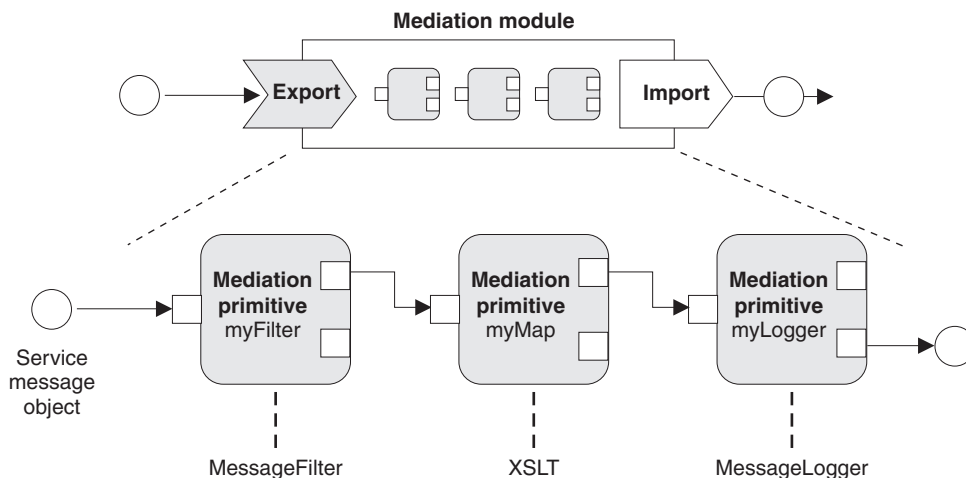 Mediation module
Export
Import
Mediation
primitive
myFilter
Mediation
primitive
myMap
Mediation
primitive
myLogger
Service
message
object
MessageFilter
XSLT
MessageLogger